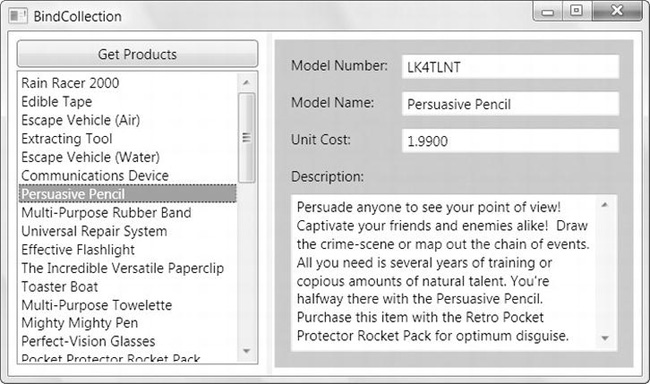 BindCollection
Get Products
Rain Racer 2000
Edible Tape
Escape Vehicle (Air)
Extracting Tool
Escape Vehicle (Water)
Communications Device
Persuasive Pencil
Multi-Purpose Rubber Band
Universal Repair System
Effective Flashlight
The Incredible Versatile Paperclip
Toaster Boat
Multi-Purpose Towelette
Mighty Mighty Pen
Perfect-Vision Glasses
Pocket Protector Rocket Pack
Model Number: LK4TLNT
Model Name: Persuasive Pencil
Unit Cost: 1.9900
Description:
Persuade anyone to see your point of view!
Captivate your friends and enemies alike!  Draw
the crime-scene or map out the chain of events.
All you need is several years of training or
copious amounts of natural talent. You're
halfway there with the Persuasive Pencil.
Purchase this item with the Retro Pocket
Protector Rocket Pack for optimum disguise.